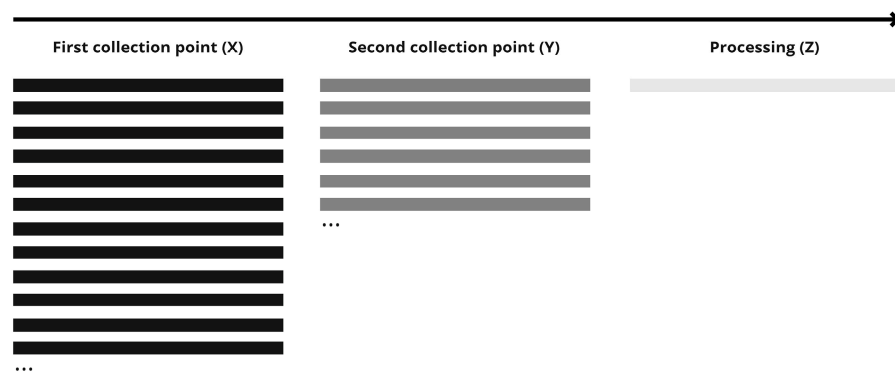 First collection point (X)
Second collection point (Y)
Processing (Z)
...
...